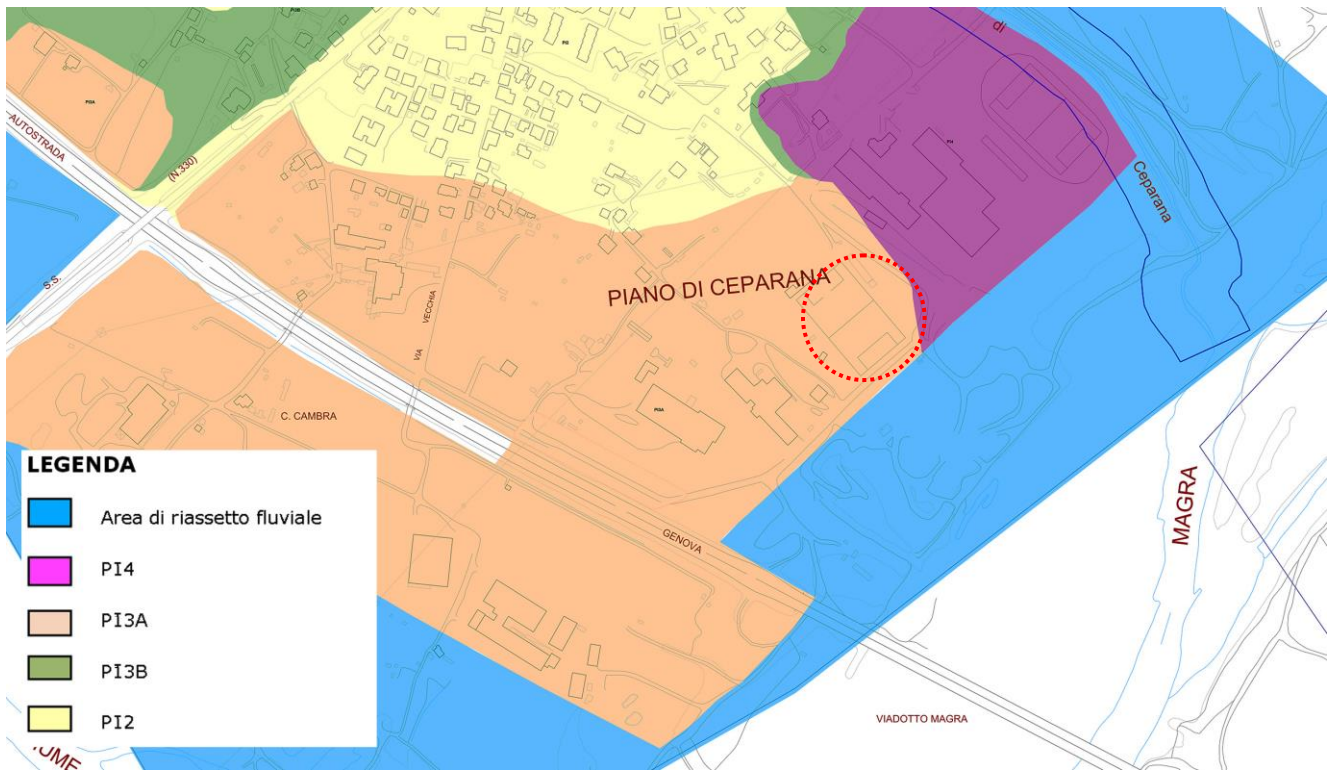 di
AUTOSTRADA
(N.330)
Ceparana
S.S.
PIANO DI CEPARANA
VIA VECCHIA
C. CAMBRA
PI3A
GENOVA
MAGRA
VIADOTTO MAGRA
LEGENDA
Area di riassetto fluviale
PI4
PI3A
PI3B
PI2